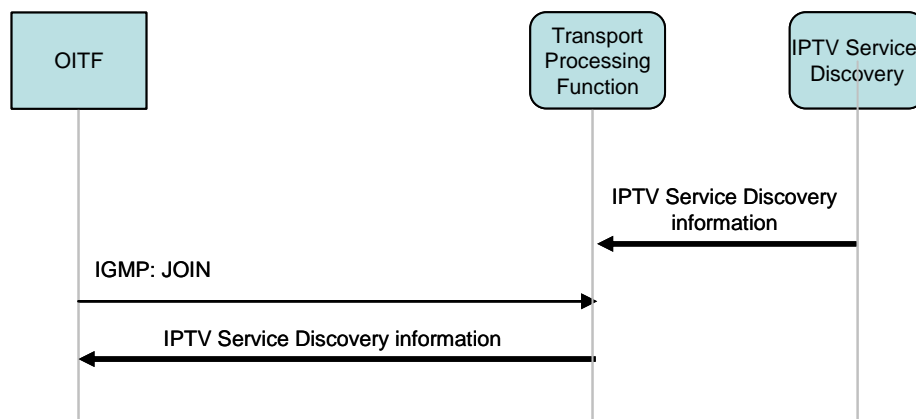 OITF
Transport
Processing
Function
IPTV Service
Discovery
IPTV Service Discovery
information
IGMP: JOIN
IPTV Service Discovery information